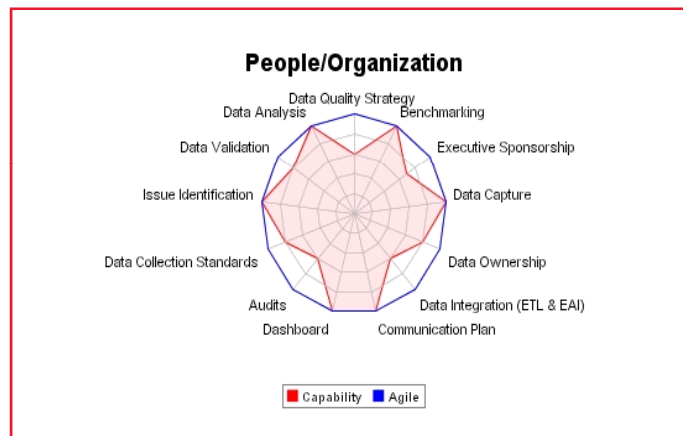 People/Organization
Data Quality Strategy
Data Analysis
Benchmarking
Data Validation
Executive Sponsorship
Issue Identification
Data Capture
Data Collection Standards
Data Ownership
Audits
Data Integration (ETL & EAI)
Dashboard
Communication Plan
Capability
Agile